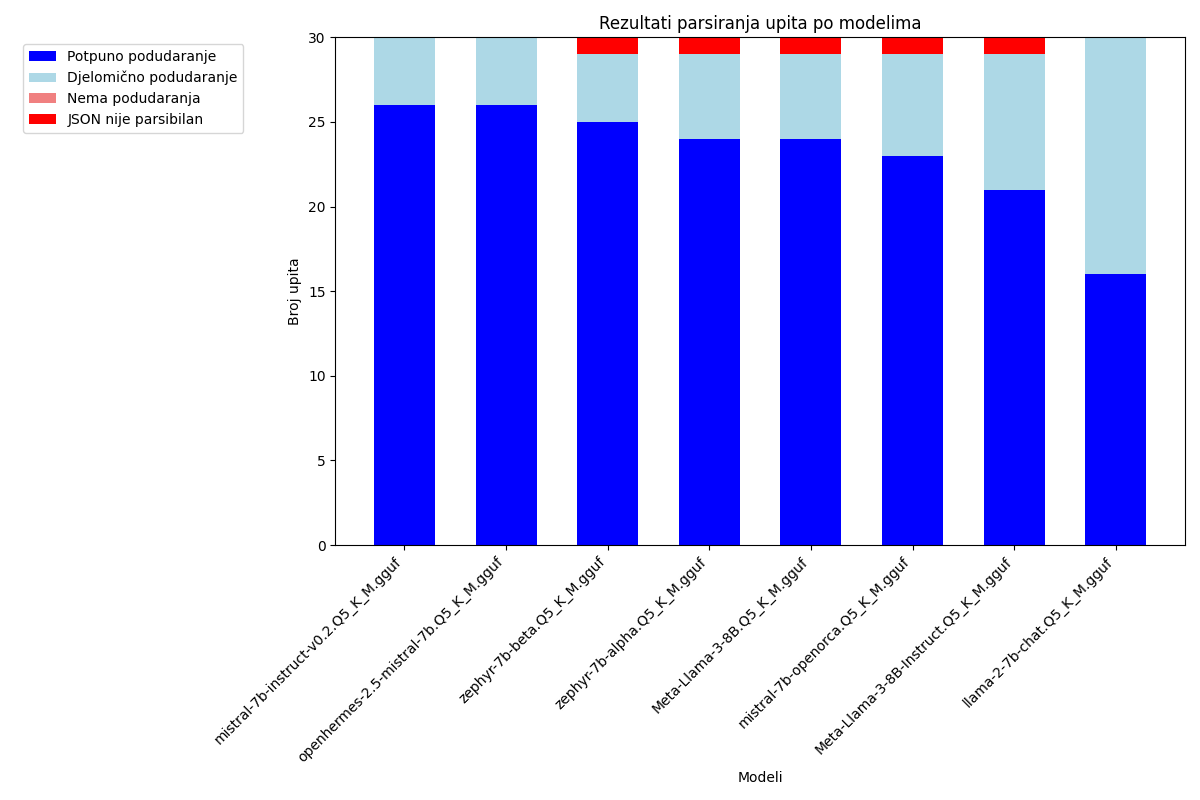 Rezultati parsiranja upita po modelima
Potpuno podudaranje
Djelomično podudaranje
Nema podudaranja
JSON nije parsibilan
Broj upita
30
25
20
15
10
5
0
mistral-7b-instruct-v0.2.Q5_K_M.gguf
openhermes-2.5-mistral-7b.Q5_K_M.gguf
zephyr-7b-beta.Q5_K_M.gguf
zephyr-7b-alpha.Q5_K_M.gguf
Meta-Llama-3-8B.Q5_K_M.gguf
mistral-7b-openorca.Q5_K_M.gguf
Meta-Llama-3-8B-Instruct.Q5_K_M.gguf
llama-2-7b-chat.Q5_K_M.gguf
Modeli